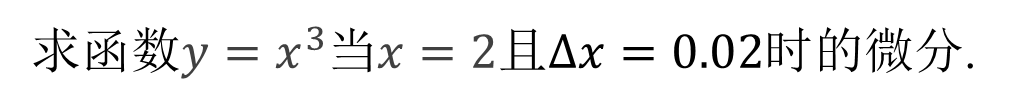 求函数y = x³当x = 2且Δx = 0.02时的微分.